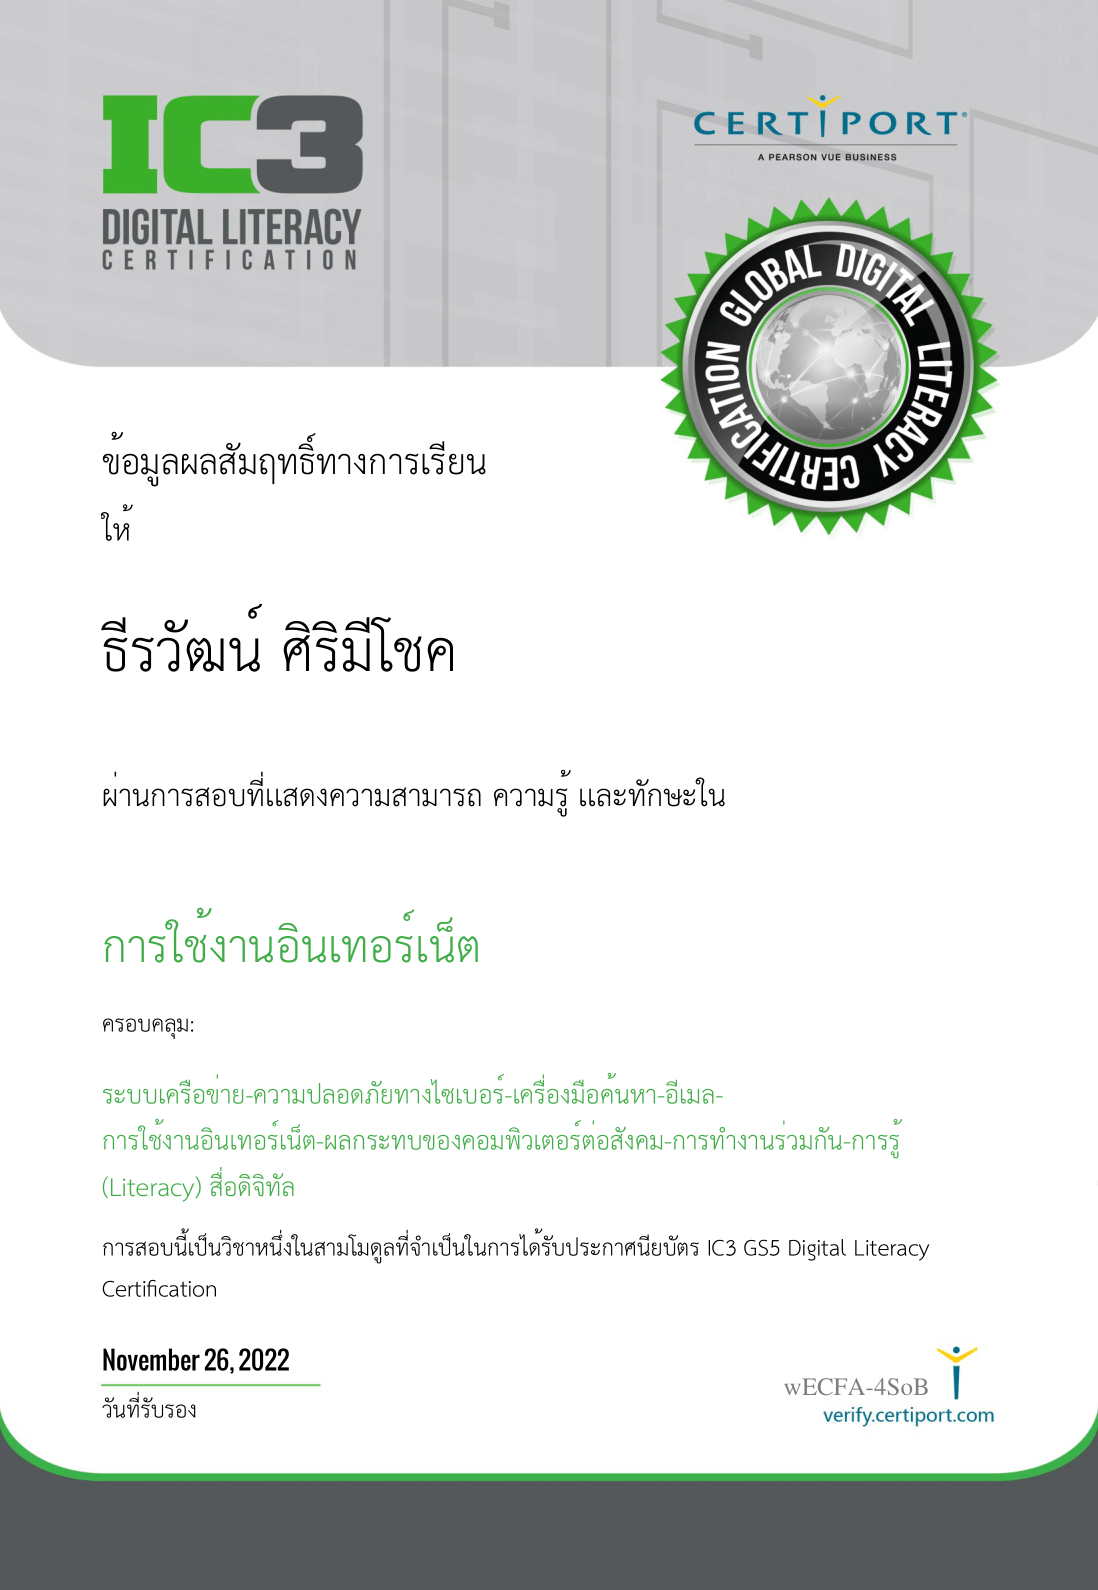 IC3
DIGITAL LITERACY
CERTIFICATION
CERTIPORT®
A PEARSON VUE BUSINESS
GLOBAL DIGITAL LITERACY CERTIFICATION
ข้อมูลผลสัมฤทธิ์ทางการเรียน
ให้
ธีรวัฒน์ ศิริมีโชค
ผ่านการสอบที่แสดงความสามารถ ความรู้ และทักษะใน
การใช้งานอินเทอร์เน็ต
ครอบคลุม:
ระบบเครือข่าย-ความปลอดภัยทางไซเบอร์-เครื่องมือค้นหา-อีเมล-
การใช้งานอินเทอร์เน็ต-ผลกระทบของคอมพิวเตอร์ต่อสังคม-การทำงานร่วมกัน-การรู้
(Literacy) สื่อดิจิทัล
การสอบนี้เป็นวิชาหนึ่งในสามโมดูลที่จำเป็นในการได้รับประกาศนียบัตร IC3 GS5 Digital Literacy
Certification
November 26, 2022
วันที่รับรอง
wECFA-4SoB
verify.certiport.com